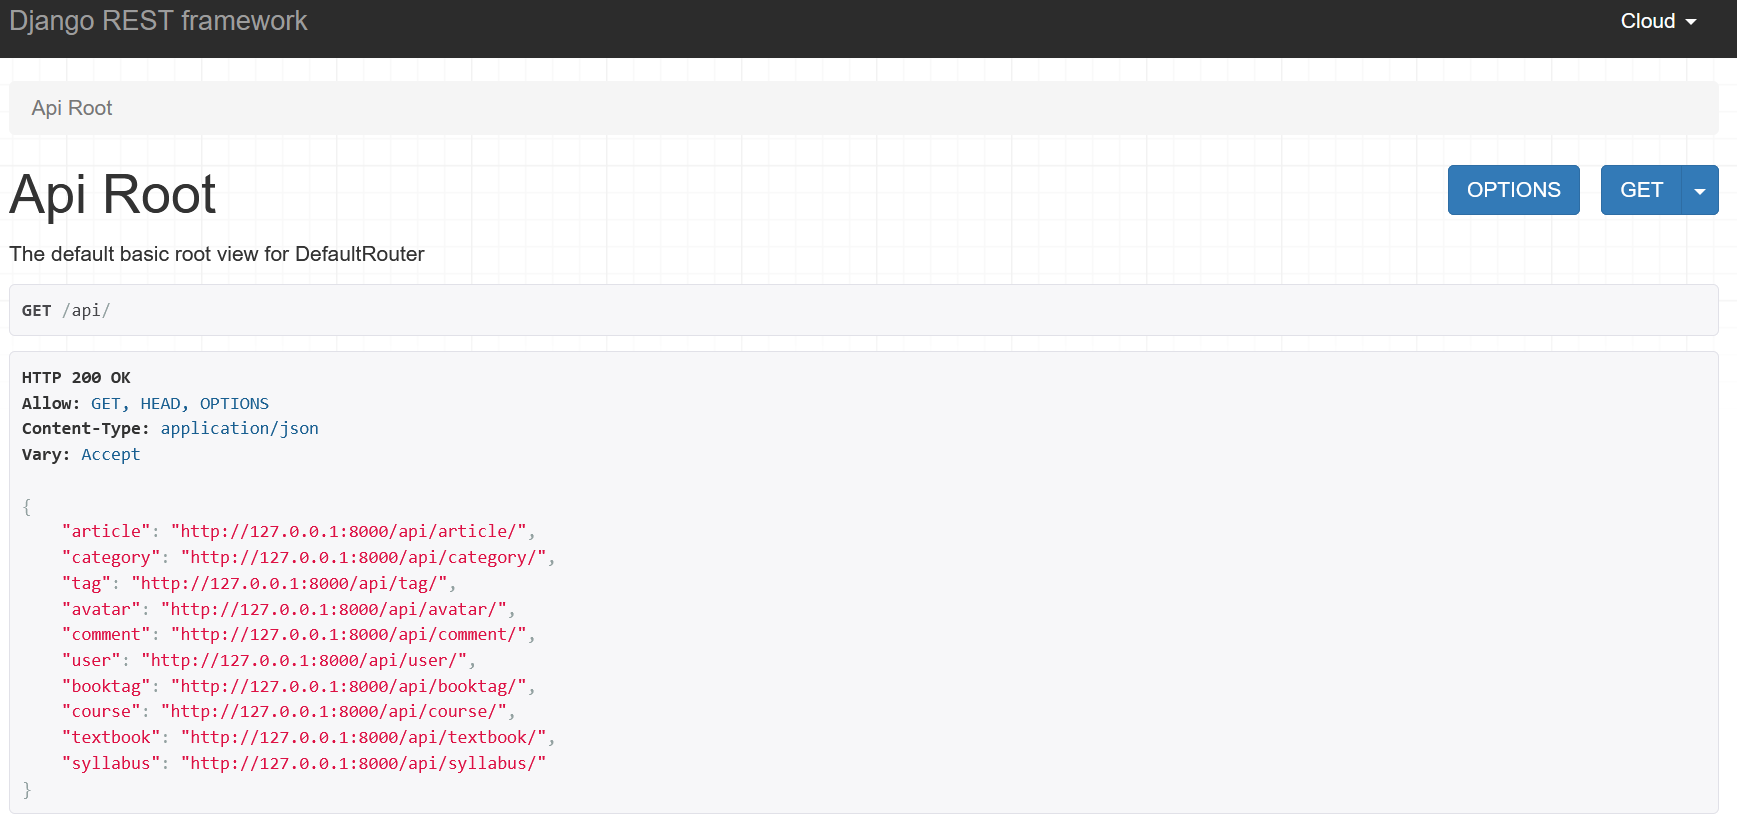 Django REST framework
Cloud
Api Root
Api Root
OPTIONS
GET
The default basic root view for DefaultRouter
GET /api/
HTTP 200 OK
Allow: GET, HEAD, OPTIONS
Content-Type: application/json
Vary: Accept
{
    "article": "http://127.0.0.1:8000/api/article/",
    "category": "http://127.0.0.1:8000/api/category/",
    "tag": "http://127.0.0.1:8000/api/tag/",
    "avatar": "http://127.0.0.1:8000/api/avatar/",
    "comment": "http://127.0.0.1:8000/api/comment/",
    "user": "http://127.0.0.1:8000/api/user/",
    "booktag": "http://127.0.0.1:8000/api/booktag/",
    "course": "http://127.0.0.1:8000/api/course/",
    "textbook": "http://127.0.0.1:8000/api/textbook/",
    "syllabus": "http://127.0.0.1:8000/api/syllabus/"
}